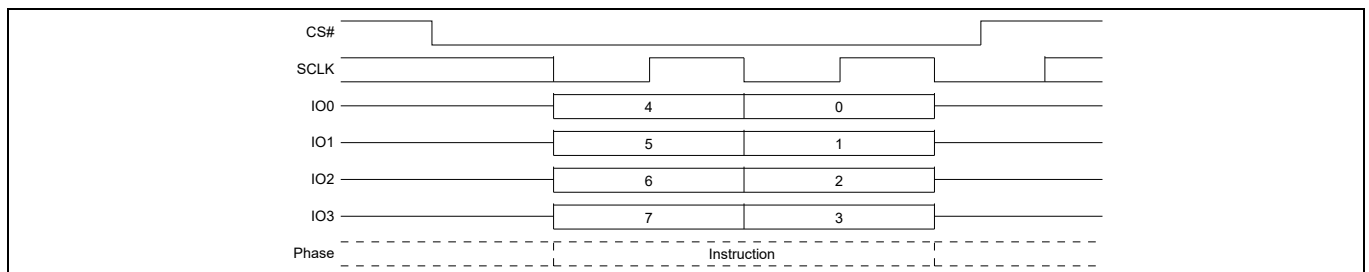 CS#
SCLK
IO0 4 0
IO1 5 1
IO2 6 2
IO3 7 3
Phase Instruction